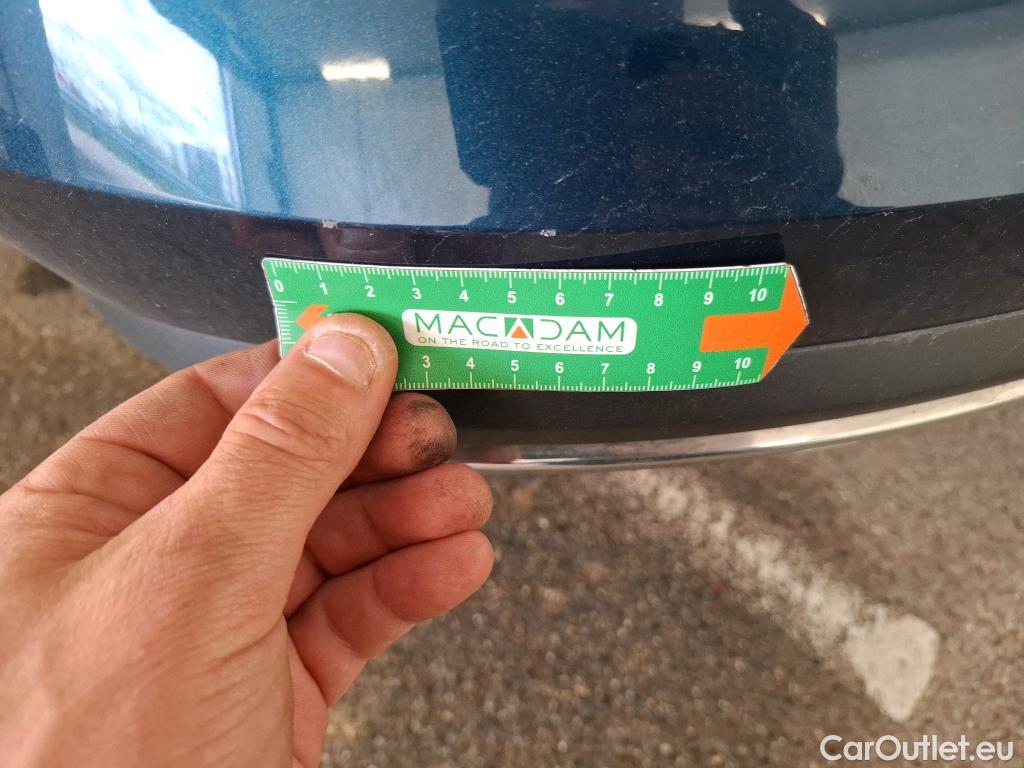 0 1 2 3 4 5 6 7 8 9 10
MACADAM
ON THE ROAD TO EXCELLENCE
3 4 5 6 7 8 9 10
CarOutlet.eu